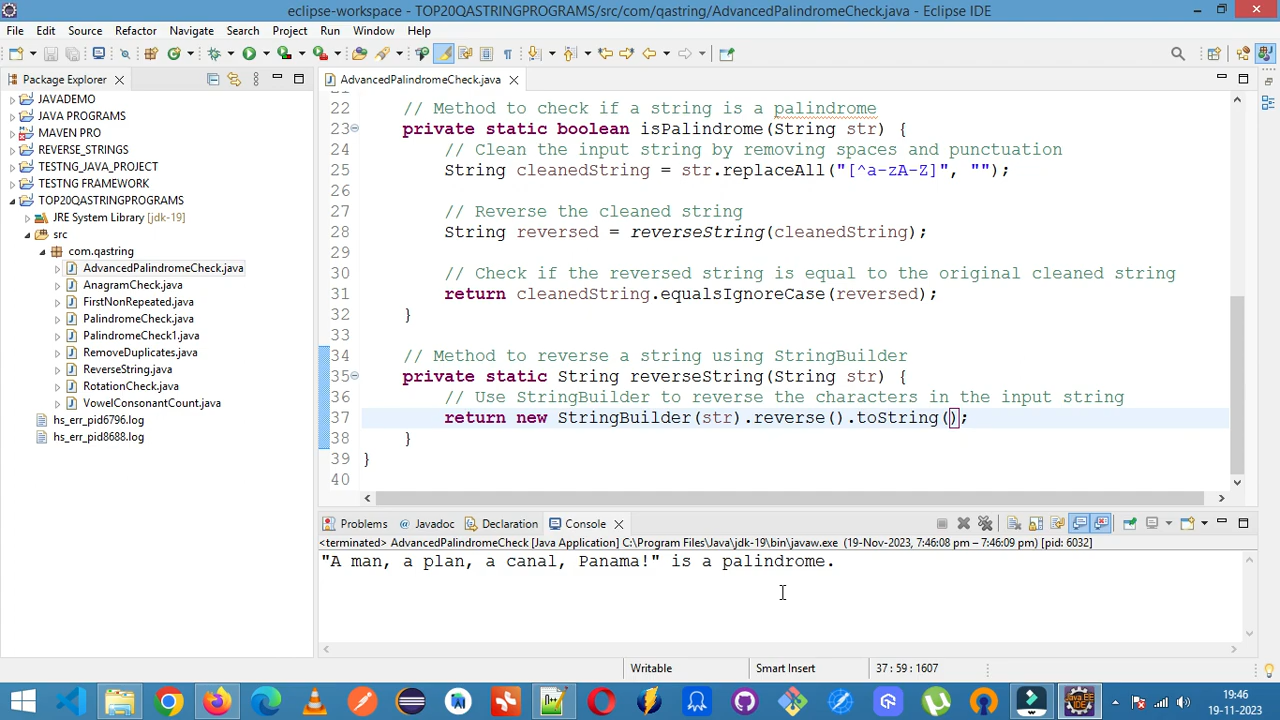 eclipse-workspace - TOP20QASTRINGPROGRAMS/src/com/qastring/AdvancedPalindromeCheck.java - Eclipse IDE
File Edit Source Refactor Navigate Search Project Run Window Help
Package Explorer
AdvancedPalindromeCheck.java
JAVADEMO
JAVA PROGRAMS
MAVEN PRO
REVERSE_STRINGS
TESTNG_JAVA_PROJECT
TESTNG FRAMEWORK
TOP20QASTRINGPROGRAMS
JRE System Library [jdk-19]
src
com.qastring
AdvancedPalindromeCheck.java
AnagramCheck.java
FirstNonRepeated.java
PalindromeCheck.java
PalindromeCheck1.java
RemoveDuplicates.java
ReverseString.java
RotationCheck.java
VowelConsonantCount.java
hs_err_pid6796.log
hs_err_pid8688.log
22 // Method to check if a string is a palindrome
23 private static boolean isPalindrome(String str) {
24 // Clean the input string by removing spaces and punctuation
25 String cleanedString = str.replaceAll("[^a-zA-Z]", "");
26
27 // Reverse the cleaned string
28 String reversed = reverseString(cleanedString);
29
30 // Check if the reversed string is equal to the original cleaned string
31 return cleanedString.equalsIgnoreCase(reversed);
32 }
33
34 // Method to reverse a string using StringBuilder
35 private static String reverseString(String str) {
36 // Use StringBuilder to reverse the characters in the input string
37 return new StringBuilder(str).reverse().toString();
38 }
39 }
40
Problems Javadoc Declaration Console
<terminated> AdvancedPalindromeCheck [Java Application] C:\Program Files\Java\jdk-19\bin\javaw.exe (19-Nov-2023, 7:46:08 pm – 7:46:09 pm) [pid: 6032]
"A man, a plan, a canal, Panama!" is a palindrome.
Writable Smart Insert 37 : 59 : 1607
19:46
19-11-2023